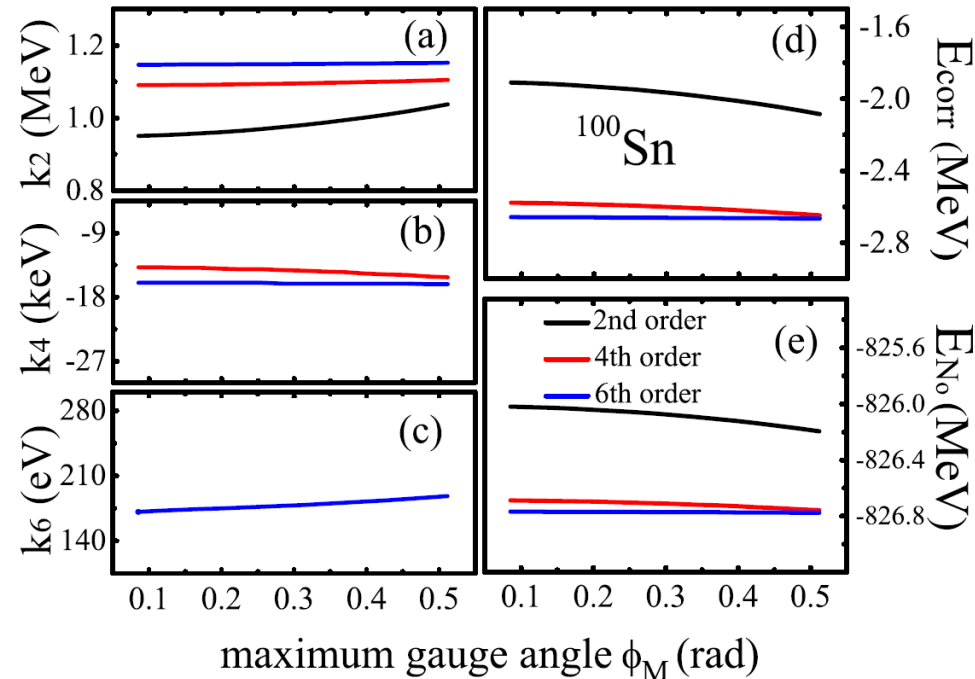 (a)
k2 (MeV)
1.2
1.0
0.8
(b)
k4 (keV)
-9
-18
-27
(c)
k6 (eV)
280
210
140
0.1 0.2 0.3 0.4 0.5
(d)
100Sn
-1.6
-2.0
-2.4
-2.8
Ecorr (MeV)
2nd order
4th order
6th order
(e)
-825.6
-826.0
-826.4
-826.8
EN0 (MeV)
0.1 0.2 0.3 0.4 0.5
maximum gauge angle ϕM (rad)